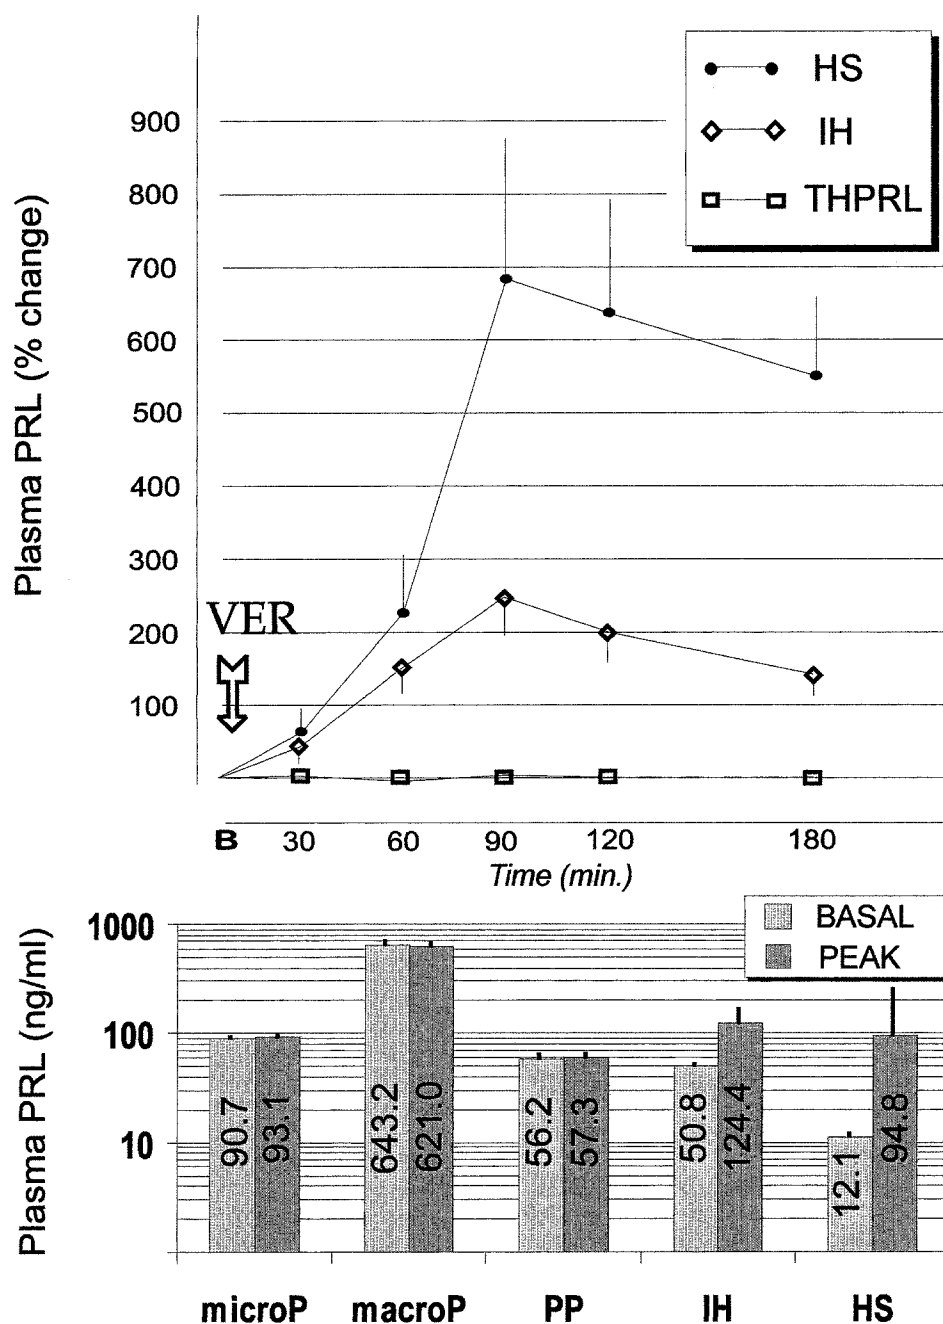 HS
IH
THPRL
Plasma PRL (% change)
900
800
700
600
500
400
300
200
100
VER
B 30 60 90 120 180
Time (min.)
BASAL
PEAK
Plasma PRL (ng/ml)
1000
100
10
90.7 93.1 643.2 621.0 56.2 57.3 50.8 124.4 12.1 94.8
microP macroP PP IH HS